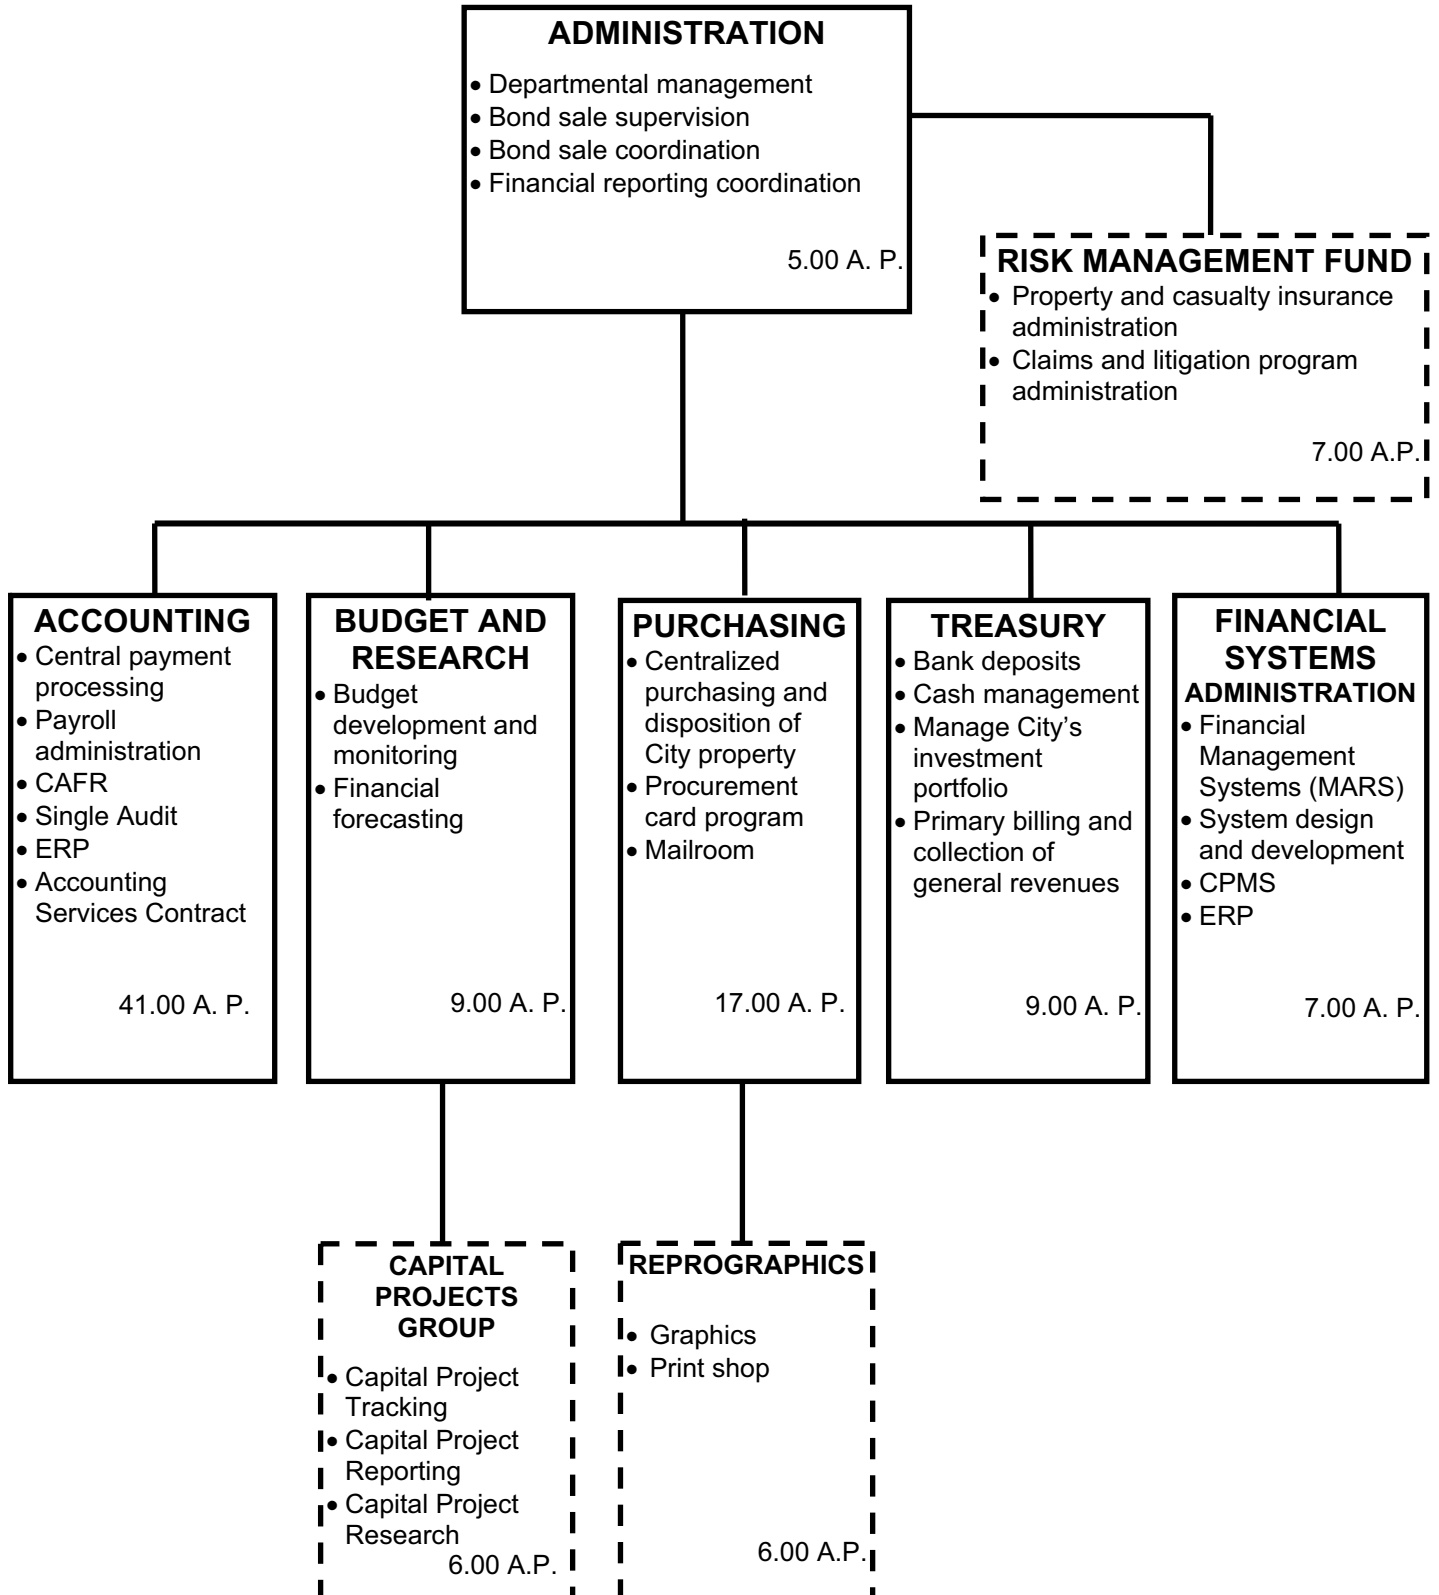 ADMINISTRATION
• Departmental management
• Bond sale supervision
• Bond sale coordination
• Financial reporting coordination
5.00 A. P.
RISK MANAGEMENT FUND
• Property and casualty insurance
administration
• Claims and litigation program
administration
7.00 A.P.
ACCOUNTING
• Central payment
processing
• Payroll
administration
• CAFR
• Single Audit
• ERP
• Accounting
Services Contract
41.00 A. P.
BUDGET AND
RESEARCH
• Budget
development and
monitoring
• Financial
forecasting
9.00 A. P.
PURCHASING
• Centralized
purchasing and
disposition of
City property
• Procurement
card program
• Mailroom
17.00 A. P.
TREASURY
• Bank deposits
• Cash management
• Manage City’s
investment
portfolio
• Primary billing and
collection of
general revenues
9.00 A. P.
FINANCIAL
SYSTEMS
ADMINISTRATION
• Financial
Management
Systems (MARS)
• System design
and development
• CPMS
• ERP
7.00 A. P.
CAPITAL
PROJECTS
GROUP
• Capital Project
Tracking
• Capital Project
Reporting
• Capital Project
Research
6.00 A.P.
REPROGRAPHICS
• Graphics
• Print shop
6.00 A.P.